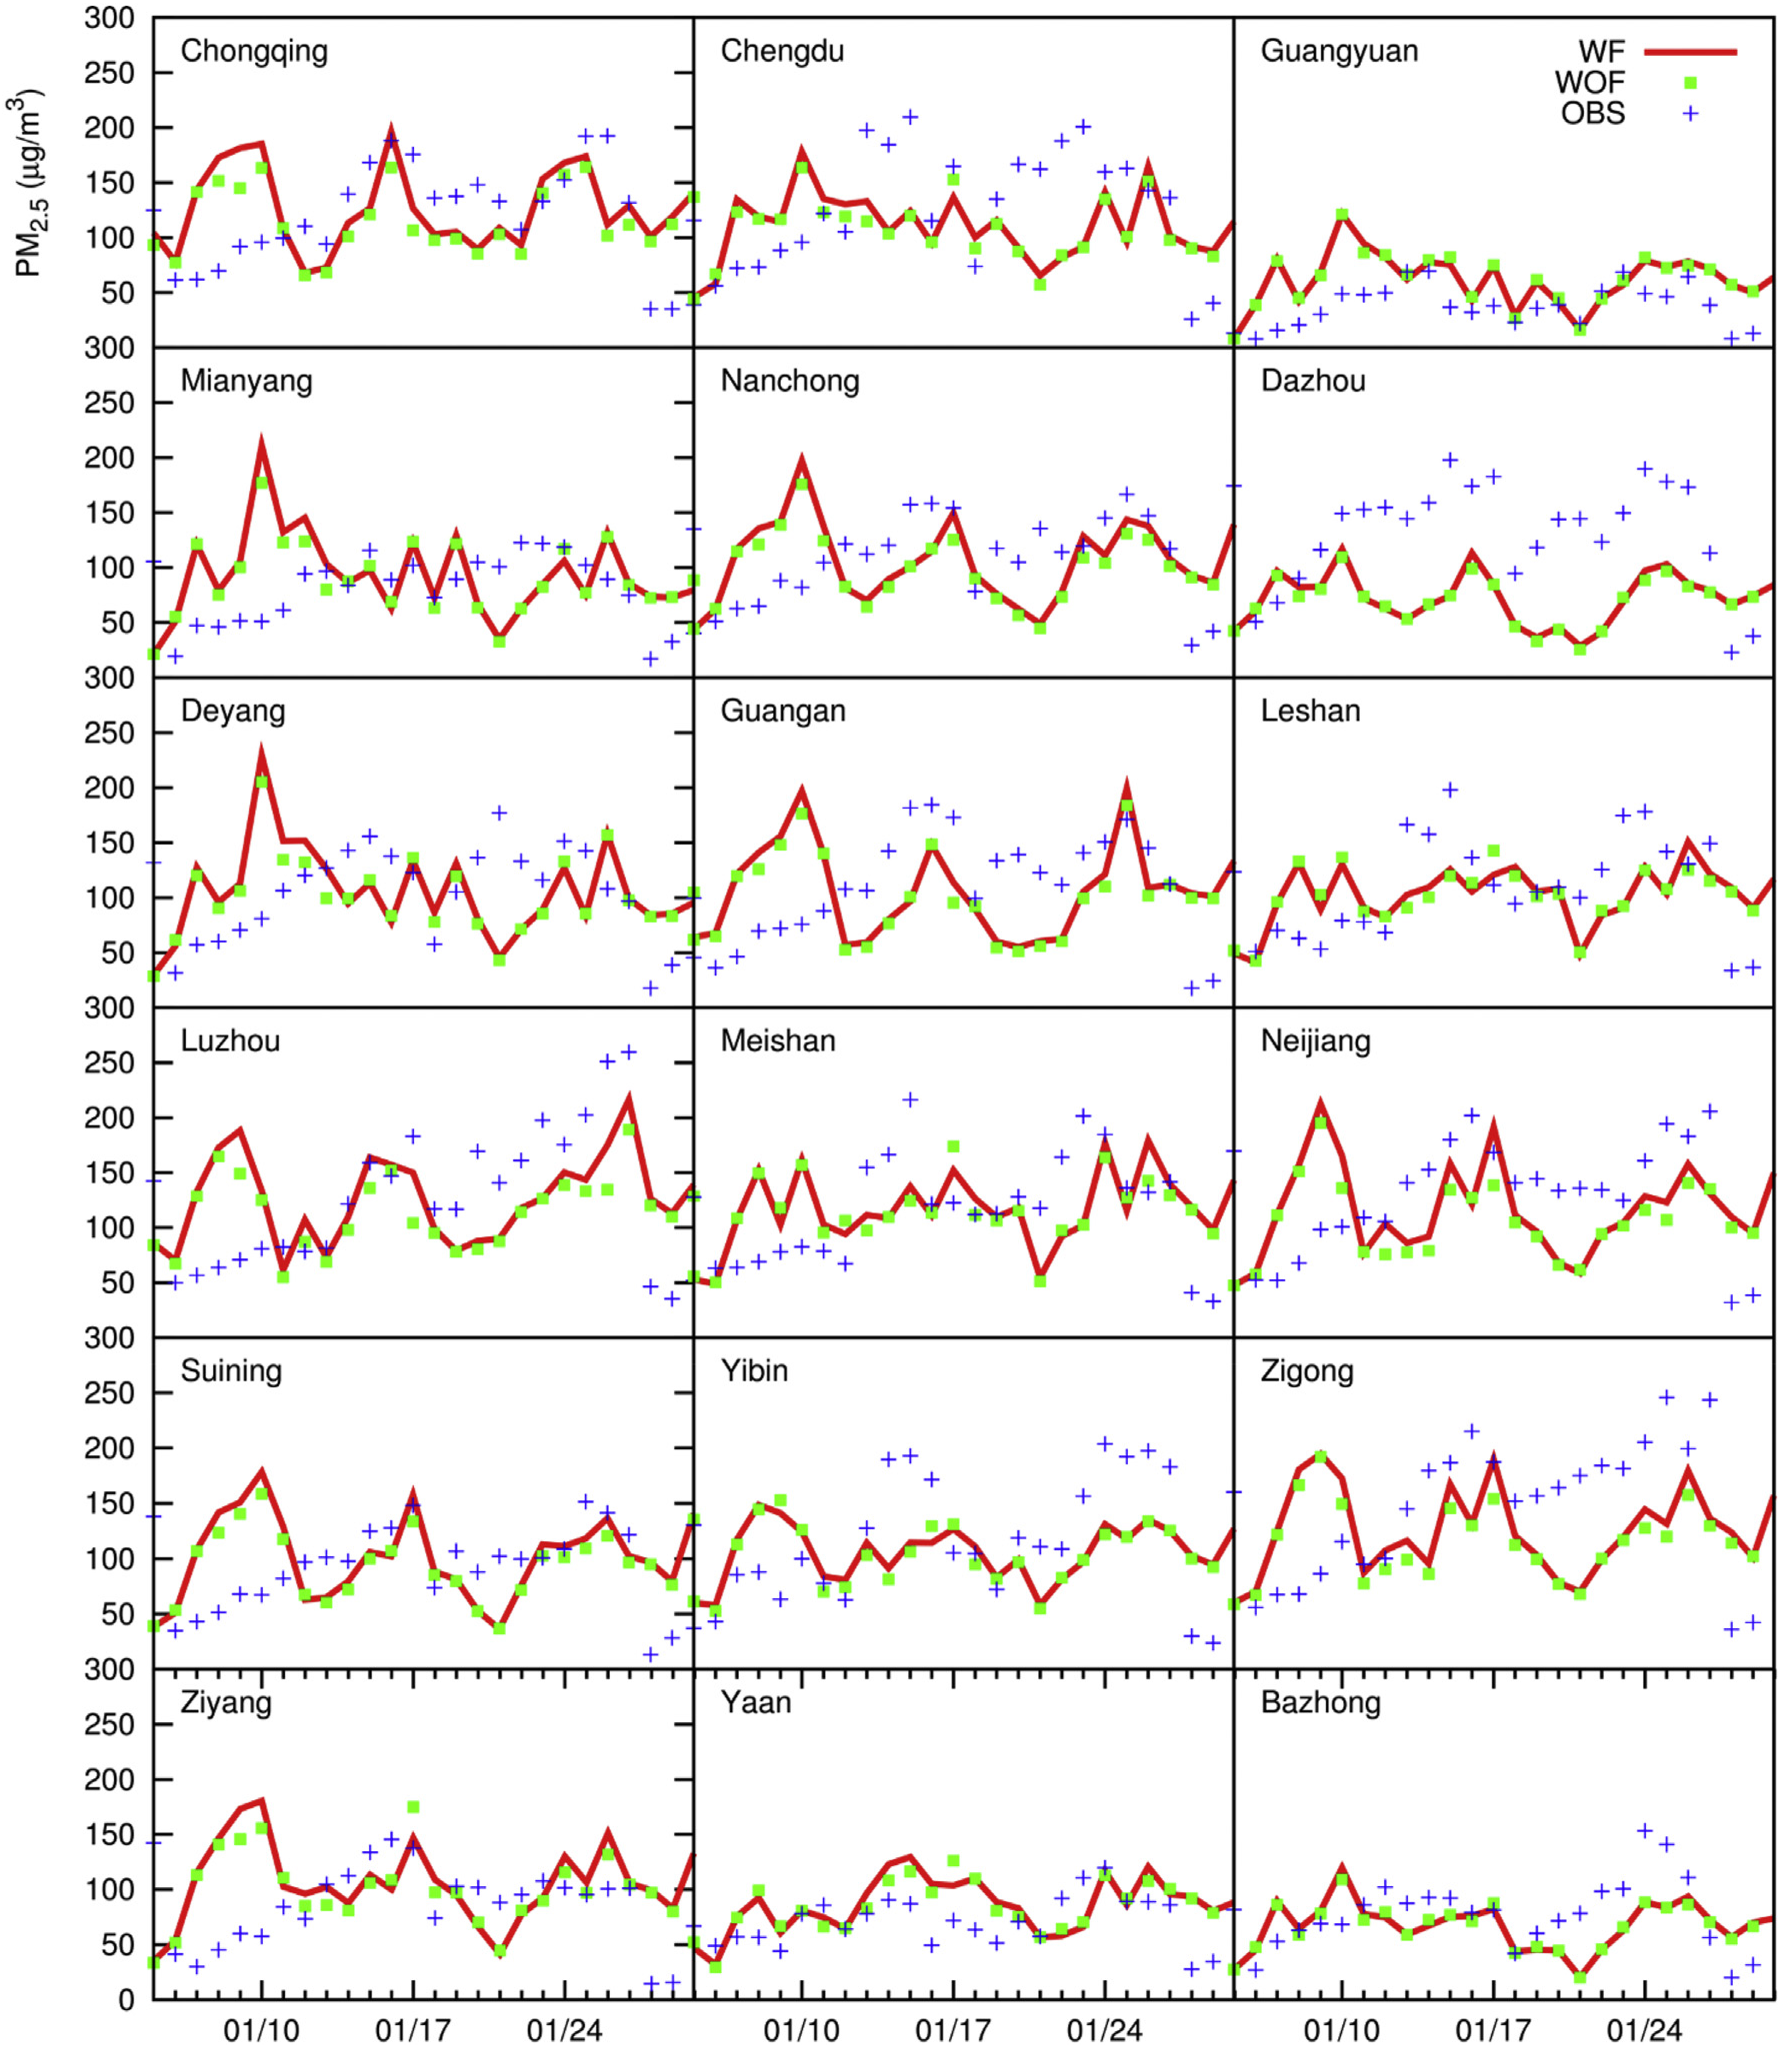 PM2.5 (μg/m3)
300
Chongqing
Chengdu
Guangyuan
WF
250
WOF
OBS
200
150
100
50
300
Mianyang
Nanchong
Dazhou
250
200
150
100
50
300
Deyang
Guangan
Leshan
250
200
150
100
50
300
Luzhou
Meishan
Neijiang
250
200
150
100
50
300
Suining
Yibin
Zigong
250
200
150
100
50
300
Ziyang
Yaan
Bazhong
250
200
150
100
50
0
01/10 01/17 01/24
01/10 01/17 01/24
01/10 01/17 01/24